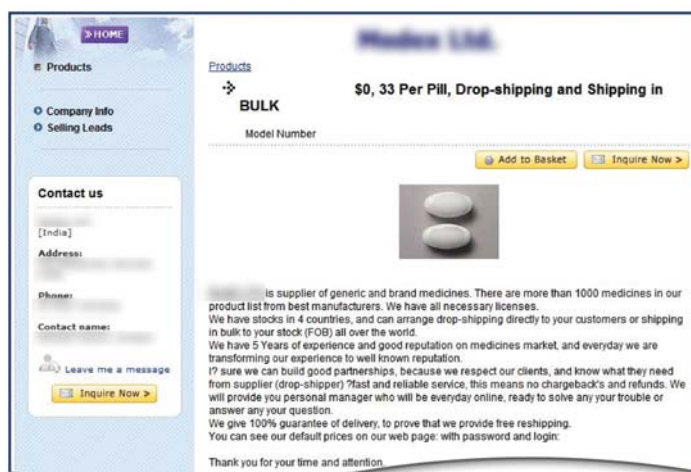 HOME
Products
Company Info
Selling Leads
Contact us
[India]
Address:
Phone:
Contact name:
Leave me a message
Inquire Now >
Products
$0, 33 Per Pill, Drop-shipping and Shipping in
BULK
Model Number
Add to Basket
Inquire Now >
is supplier of generic and brand medicines. There are more than 1000 medicines in our
product list from best manufacturers. We have all necessary licenses.
We have stocks in 4 countries, and can arrange drop-shipping directly to your customers or shipping
in bulk to your stock (FOB) all over the world.
We have 5 Years of experience and good reputation on medicines market, and everyday we are
transforming our experience to well known reputation.
I? sure we can build good partnerships, because we respect our clients, and know what they need
from supplier (drop-shipper) ?fast and reliable service, this means no chargeback's and refunds. We
will provide you personal manager who will be everyday online, ready to solve any your trouble or
answer any your question.
We give 100% guarantee of delivery, to prove that we provide free reshipping.
You can see our default prices on our web page: with password and login:
Thank you for your time and attention.